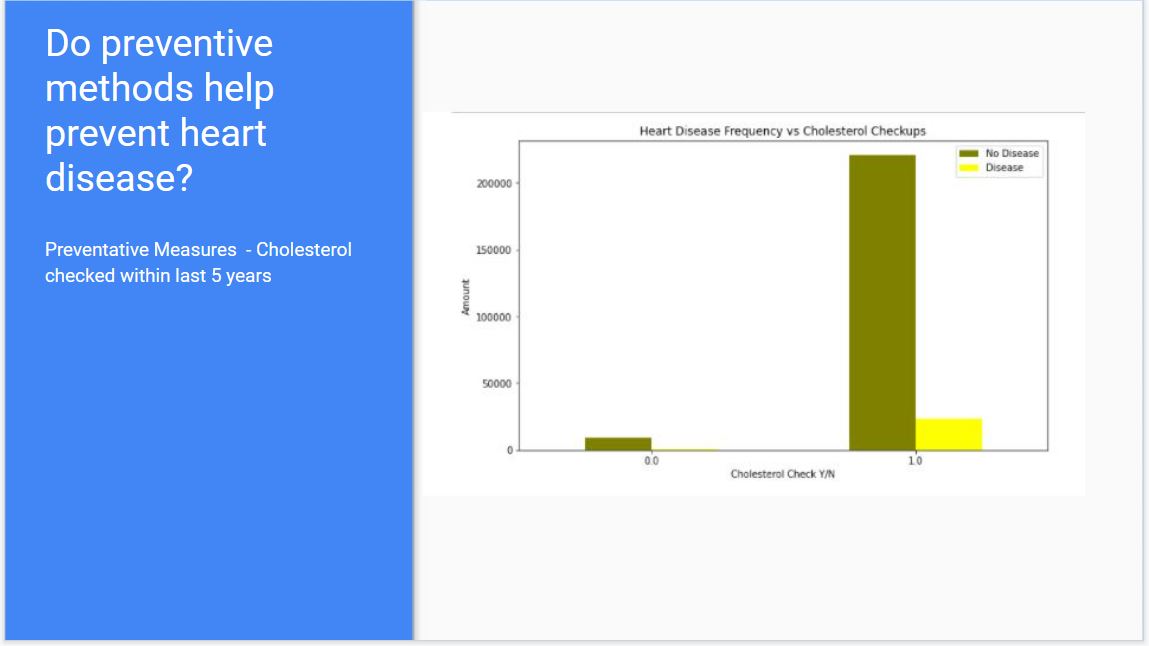 Do preventive
methods help
prevent heart
disease?
Preventative Measures - Cholesterol
checked within last 5 years
Heart Disease Frequency vs Cholesterol Checkups
No Disease
Disease
200000
150000
100000
50000
0
Amount
0.0
1.0
Cholesterol Check Y/N